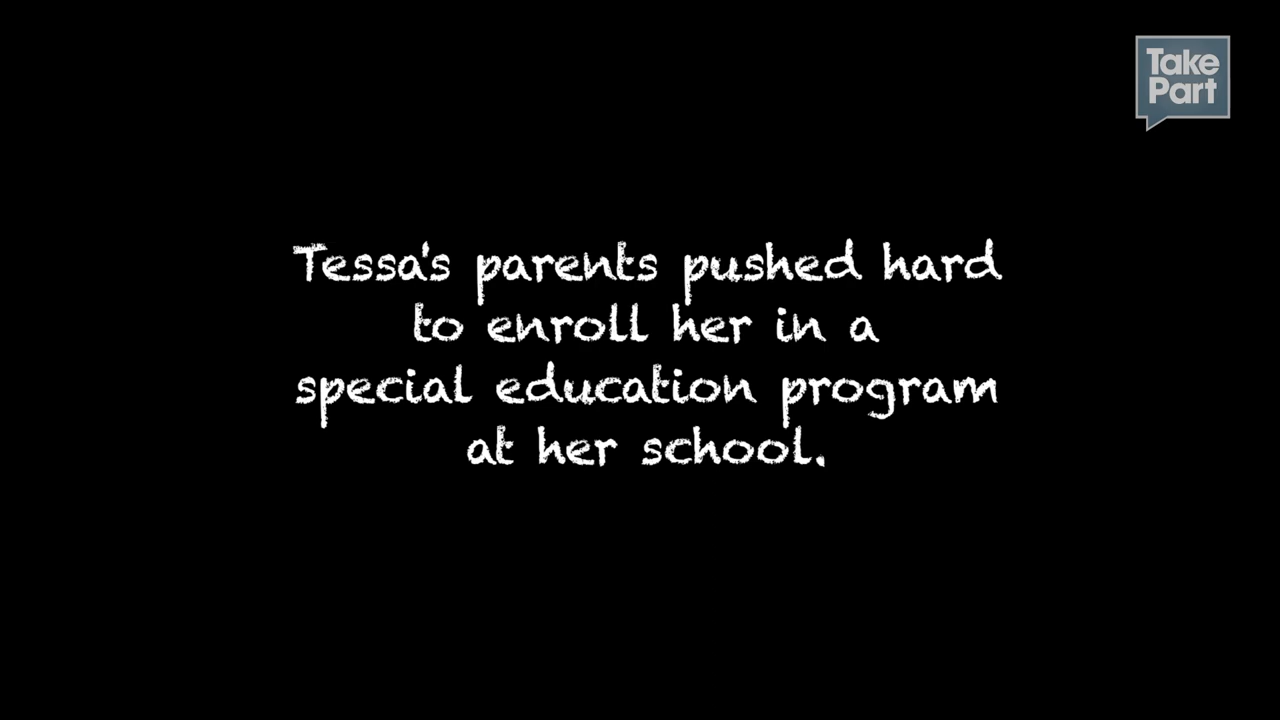 Take
Part
Tessa's parents pushed hard
to enroll her in a
special education program
at her school.